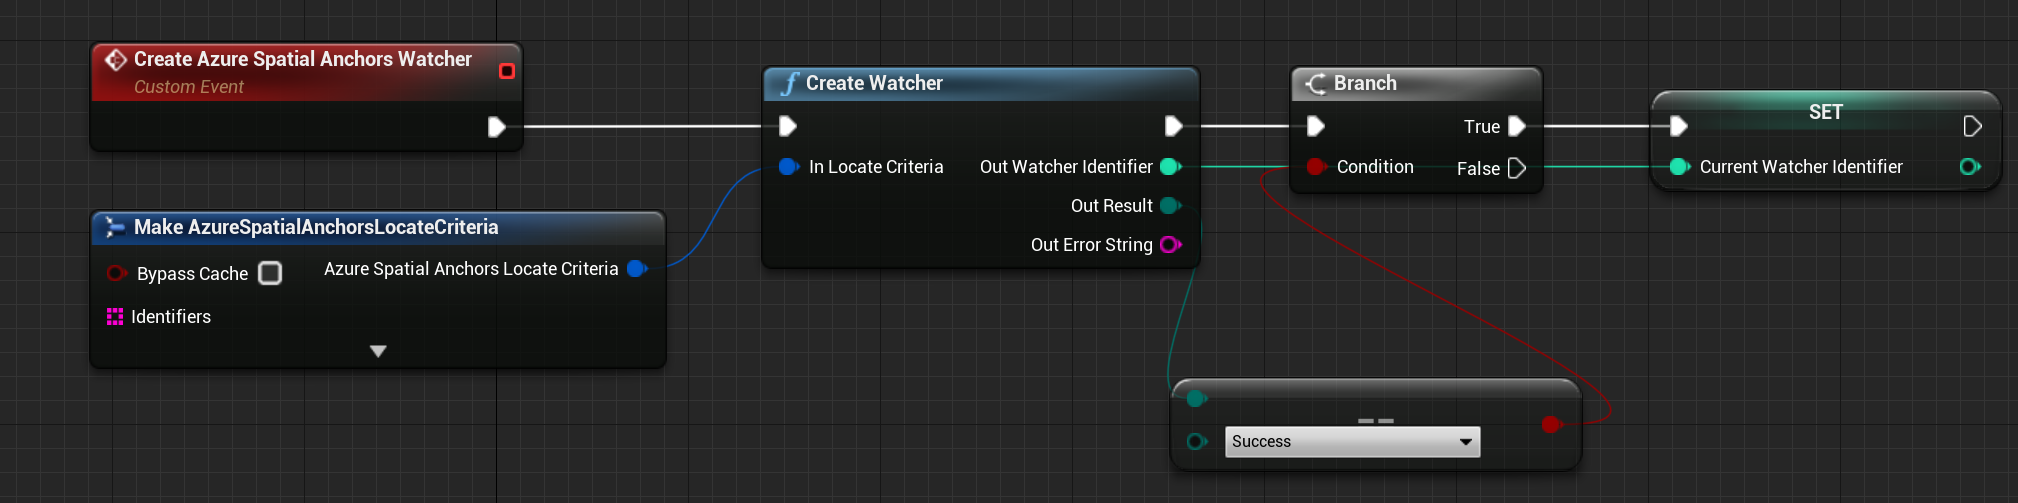 Create Azure Spatial Anchors Watcher
Custom Event
Make AzureSpatialAnchorsLocateCriteria
Bypass Cache
Azure Spatial Anchors Locate Criteria
Identifiers
f Create Watcher
In Locate Criteria
Out Watcher Identifier
Out Result
Out Error String
Branch
True
Condition
False
SET
Current Watcher Identifier
==
Success